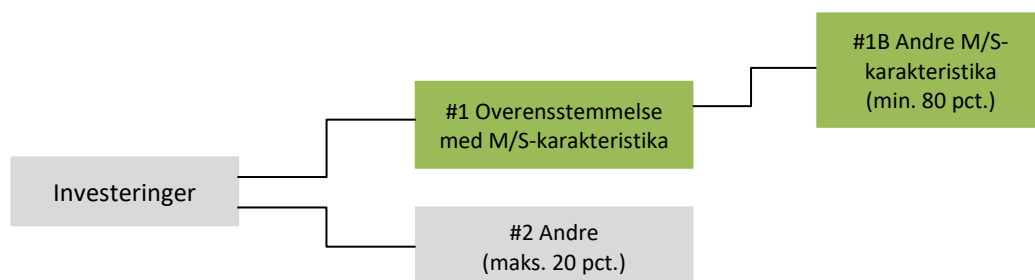 Investeringer
#1 Overensstemmelse
med M/S-karakteristika
#1B Andre M/S-
karakteristika
(min. 80 pct.)
#2 Andre
(maks. 20 pct.)